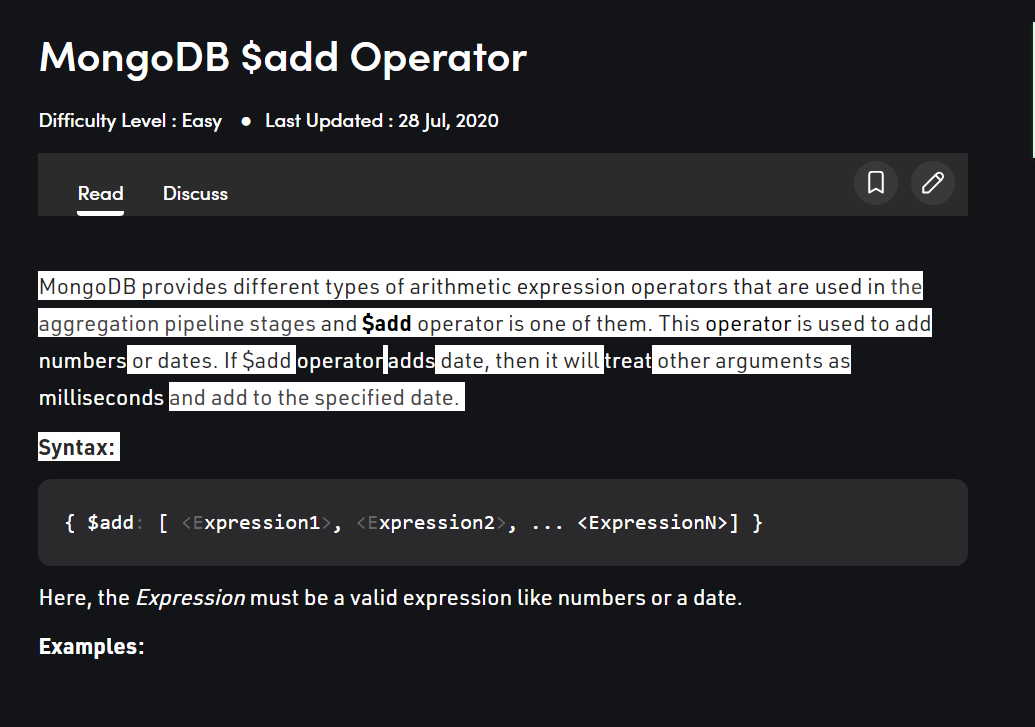 MongoDB $add Operator
Difficulty Level : Easy ● Last Updated : 28 Jul, 2020
Read Discuss
MongoDB provides different types of arithmetic expression operators that are used in the
aggregation pipeline stages and $add operator is one of them. This operator is used to add
numbers or dates. If $add operator adds date, then it will treat other arguments as
milliseconds and add to the specified date.
Syntax:
{ $add: [ <Expression1>, <Expression2>, ... <ExpressionN>] }
Here, the Expression must be a valid expression like numbers or a date.
Examples: